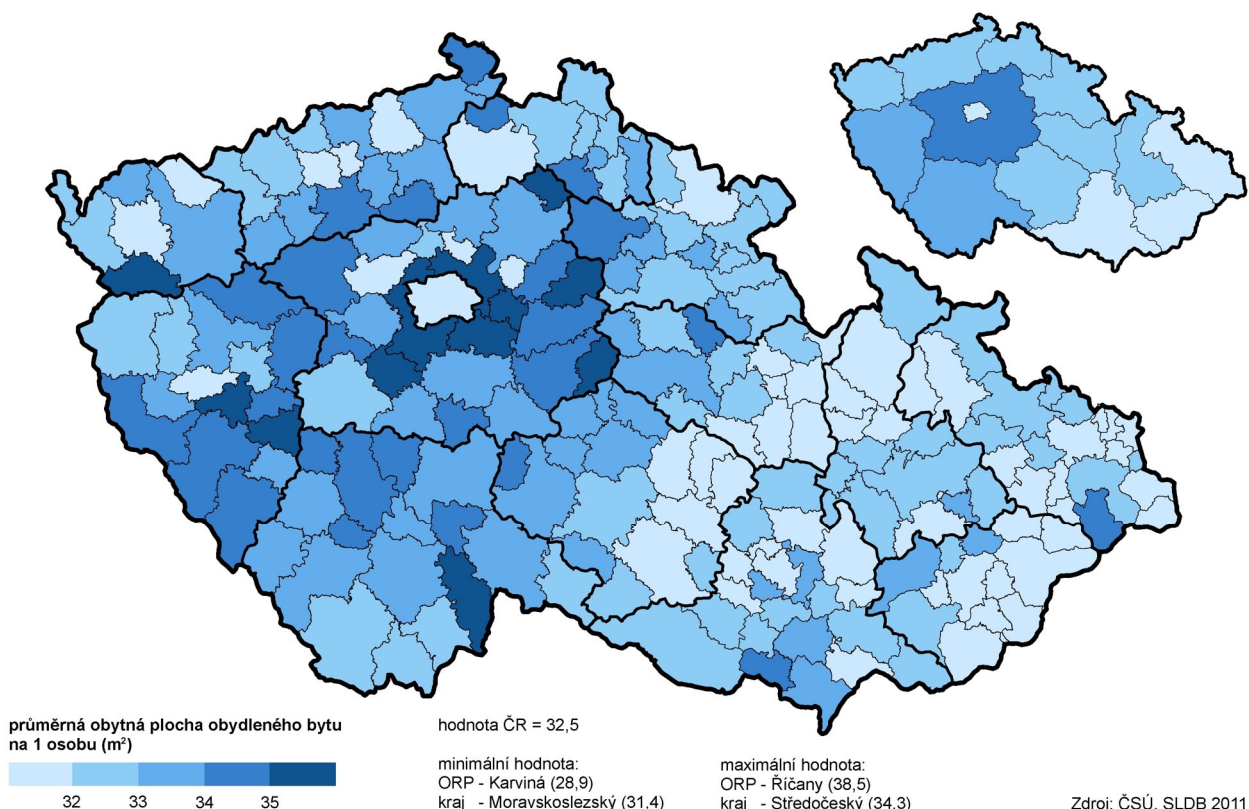 průměrná obytná plocha obydleného bytu
na 1 osobu (m²)
32 33 34 35
hodnota ČR = 32,5
minimální hodnota:
ORP - Karviná (28,9)
kraj - Moravskoslezský (31,4)
maximální hodnota:
ORP - Říčany (38,5)
kraj - Středočeský (34,3)
Zdroj: ČSÚ, SLDB 2011